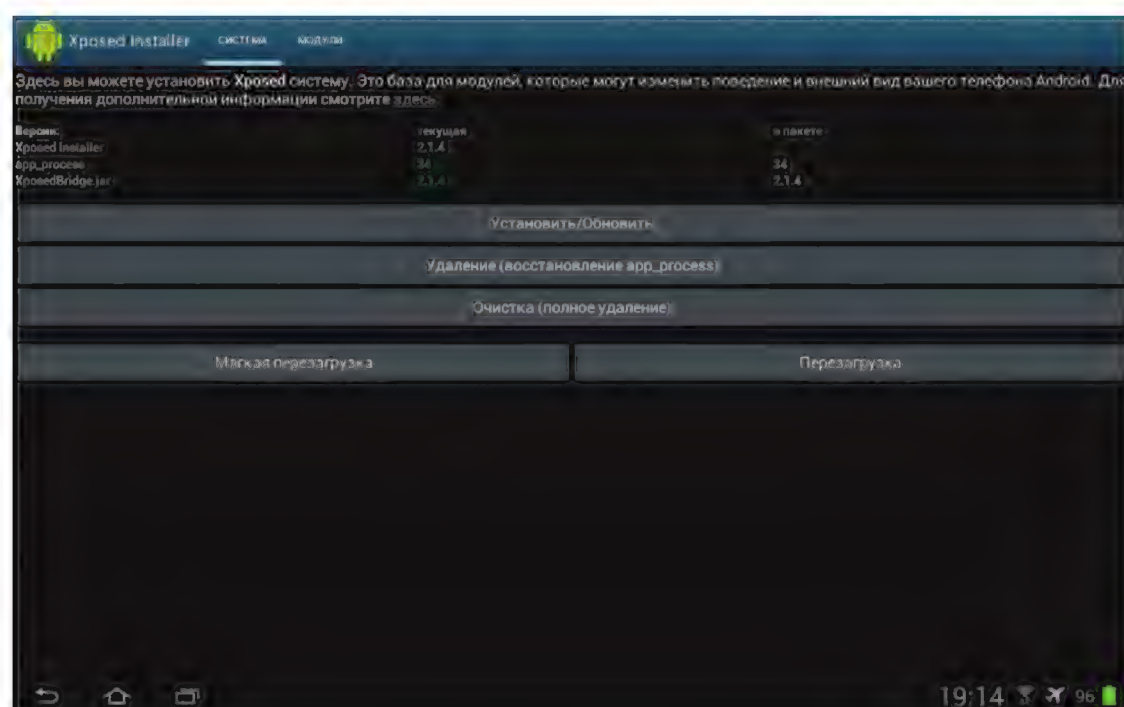 Xposed Installer СИСТЕМА МОДУЛИ
Здесь вы можете установить Xposed систему. Это база для модулей, которые могут изменить поведение и внешний вид вашего телефона Android. Для
получения дополнительной информации смотрите здесь.
Версии: текущая в пакете
Xposed Installer 2.1.4
app_process 34 34
XposedBridge.jar 2.1.4 2.1.4
Установить/Обновить
Удаление (восстановление app_process)
Очистка (полное удаление)
Мягкая перезагрузка Перезагрузка
19:14 96